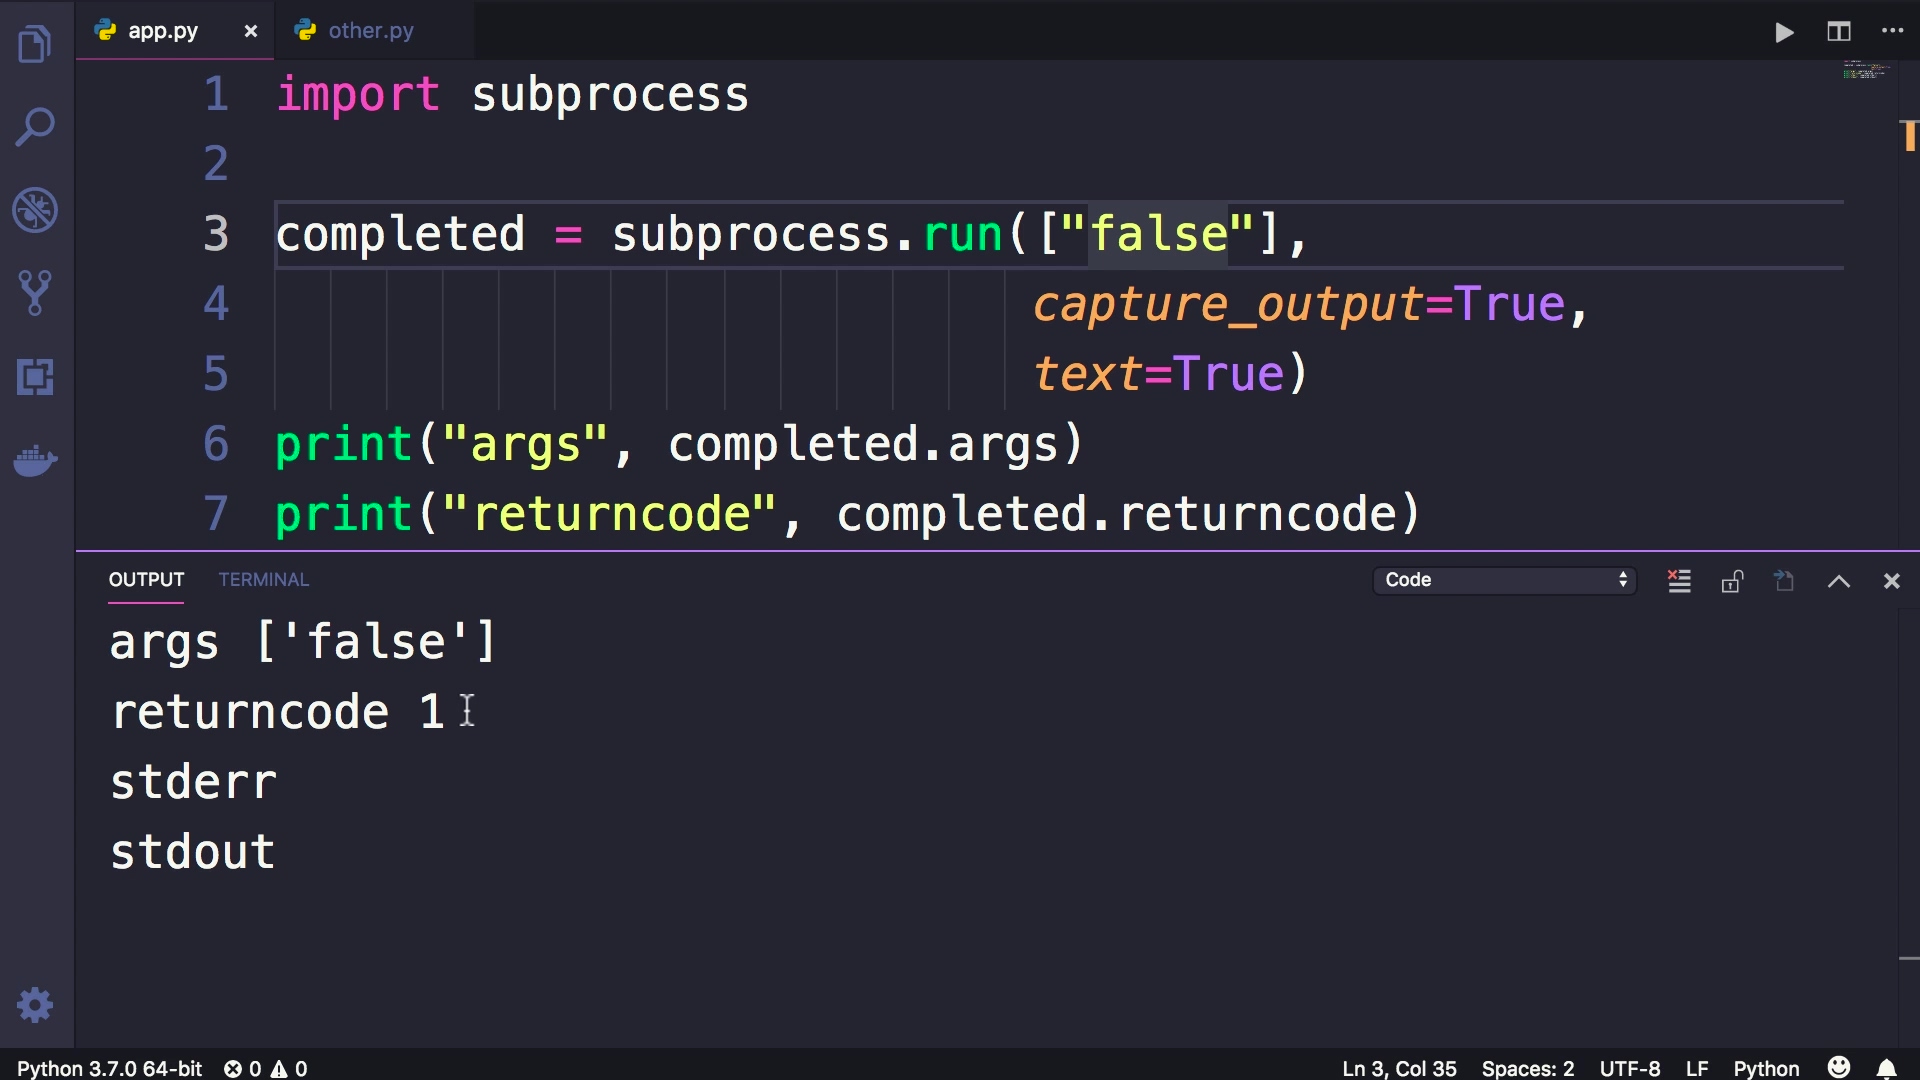 app.py
other.py
1 import subprocess
2
3 completed = subprocess.run(["false"],
4 capture_output=True,
5 text=True)
6 print("args", completed.args)
7 print("returncode", completed.returncode)
OUTPUT TERMINAL Code
args ['false']
returncode 1
stderr
stdout
Python 3.7.0 64-bit 0 0 Ln 3, Col 35 Spaces: 2 UTF-8 LF Python